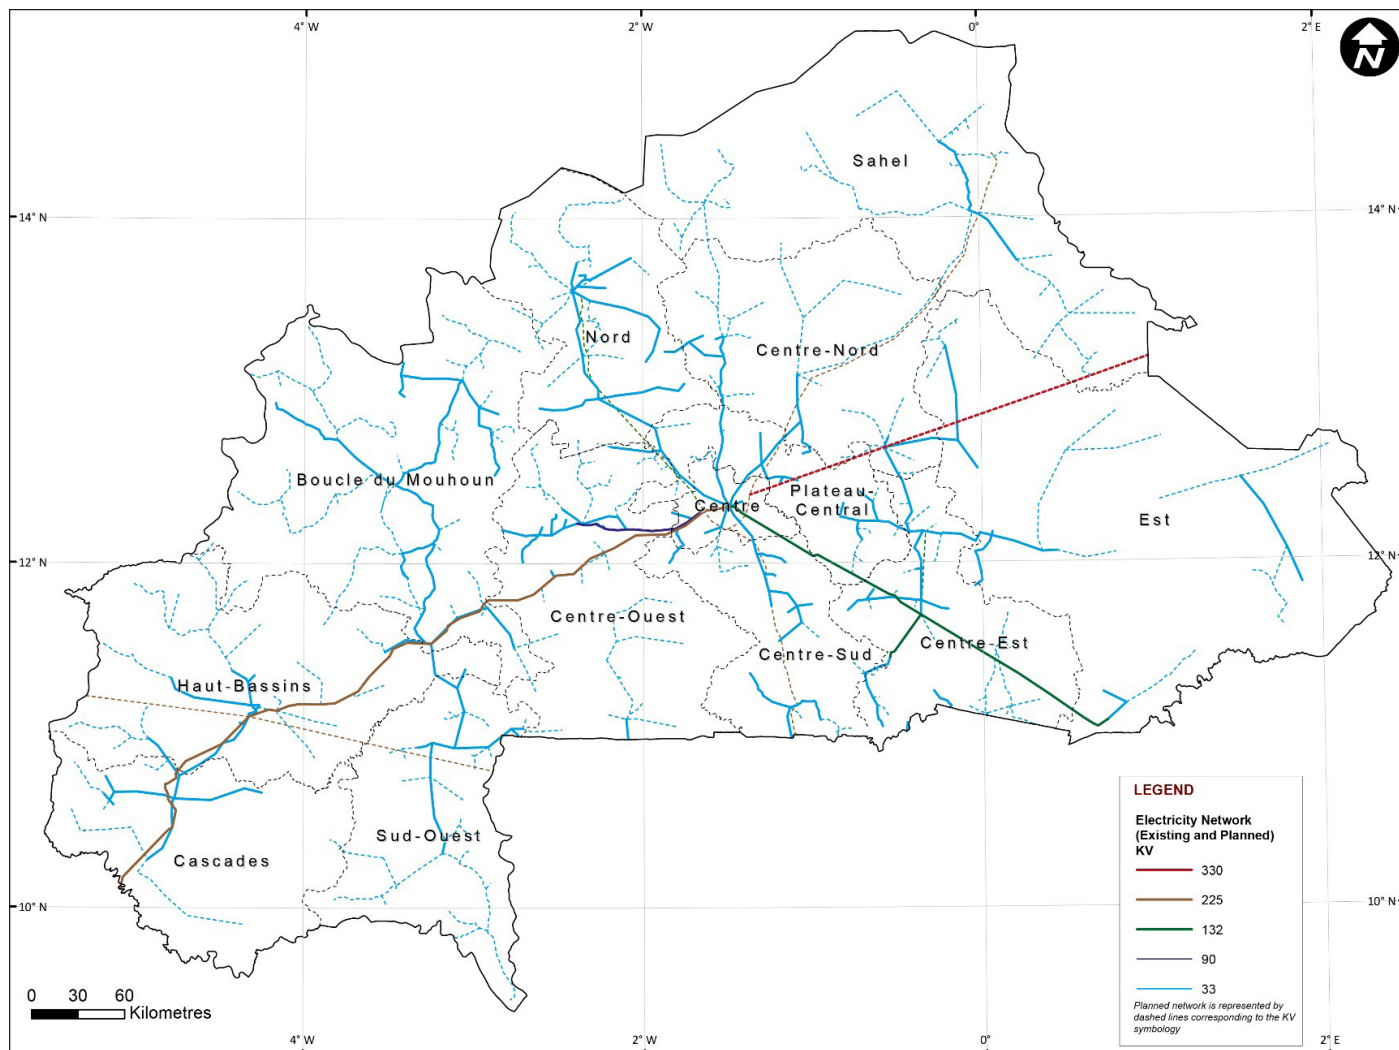 4° W
2° W
0°
2° E
N
Sahel
14° N
14° N
Nord
Centre-Nord
Boucle du Mouhoun
Centre
Plateau-
Central
Est
12° N
12° N
Centre-Ouest
Centre-Sud
Centre-Est
Haut-Bassins
Sud-Ouest
Cascades
10° N
10° N
LEGEND
Electricity Network
(Existing and Planned)
KV
330
225
132
90
33
Planned network is represented by
dashed lines corresponding to the KV
symbology
0 30 60
Kilometres
4° W
2° W
0°
2° E